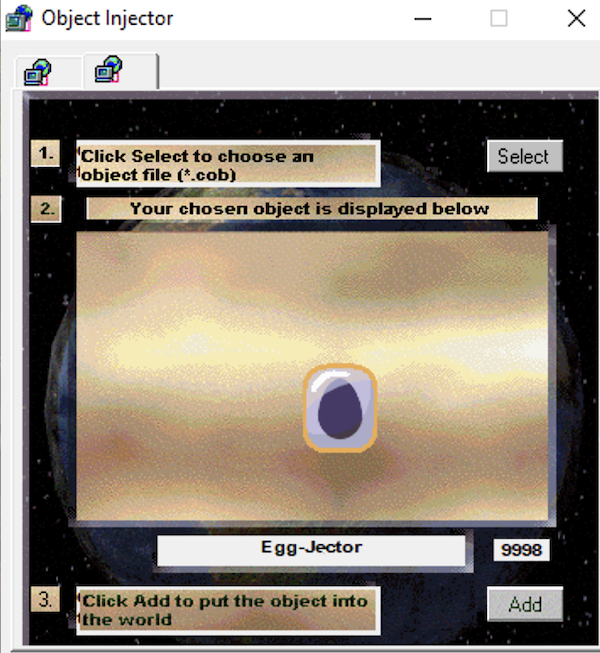 Object Injector
1.
Click Select to choose an
object file (*.cob)
Select
2.
Your chosen object is displayed below
Egg-Jector
9998
3.
Click Add to put the object into
the world
Add